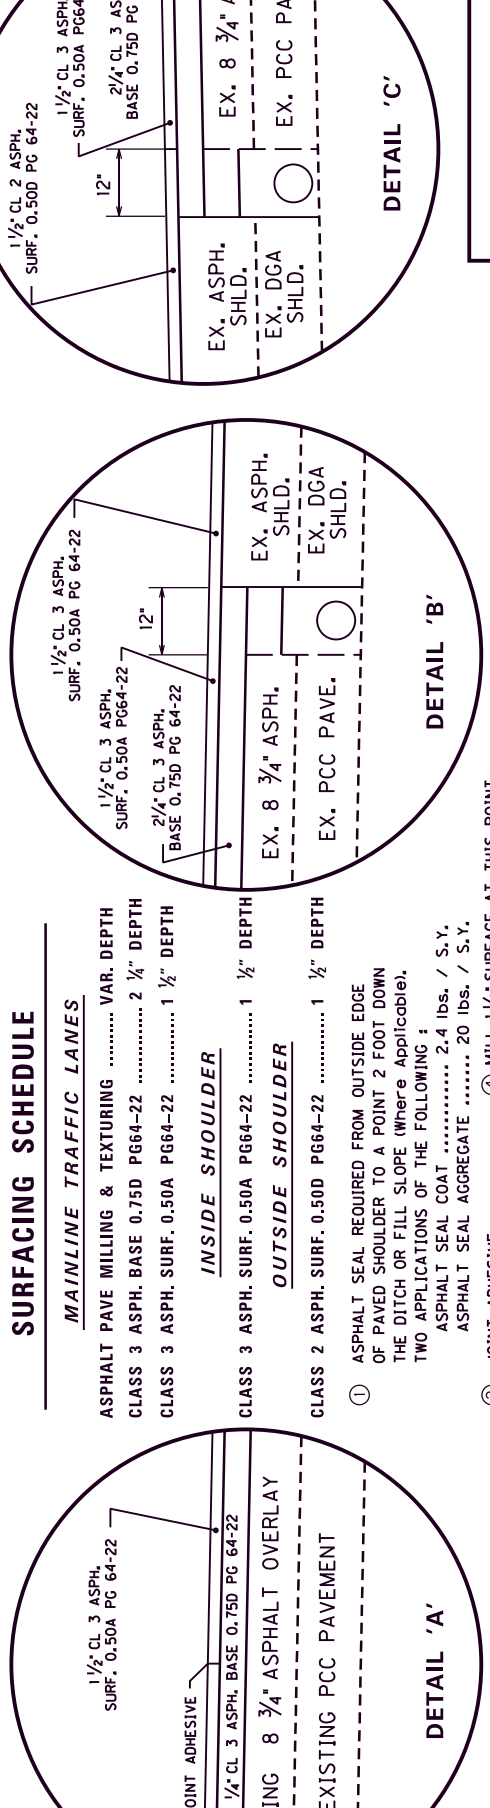 SURFACING SCHEDULE
MAINLINE TRAFFIC LANES
ASPHALT PAVE MILLING & TEXTURING .......... VAR. DEPTH
CLASS 3 ASPH. BASE 0.75D PG64-22 .............. 2 ¼" DEPTH
CLASS 3 ASPH. SURF. 0.50A PG64-22 ............. 1 ½" DEPTH
INSIDE SHOULDER
CLASS 3 ASPH. SURF. 0.50A PG64-22 ............. 1 ½" DEPTH
OUTSIDE SHOULDER
CLASS 2 ASPH. SURF. 0.50D PG64-22 ............. 1 ½" DEPTH
① ASPHALT SEAL REQUIRED FROM OUTSIDE EDGE
OF PAVED SHOULDER TO A POINT 2 FOOT DOWN
THE DITCH OR FILL SLOPE (Where Applicable).
TWO APPLICATIONS OF THE FOLLOWING :
ASPHALT SEAL COAT ............ 2.4 lbs. / S.Y.
ASPHALT SEAL AGGREGATE ....... 20 lbs. / S.Y.
1 ½" CL 3 ASPH.
SURF. 0.50A PG 64-22
OINT ADHESIVE
¼" CL 3 ASPH. BASE 0.75D PG 64-22
ING 8 ¾" ASPHALT OVERLAY
EXISTING PCC PAVEMENT
DETAIL 'A'
1 ½" CL 3 ASPH.
SURF. 0.50A PG 64-22
1 ½" CL 3 ASPH.
SURF. 0.50A PG64-22
2¼" CL 3 ASPH.
BASE 0.75D PG 64-22
12"
EX. 8 ¾" ASPH.
EX. PCC PAVE.
EX. ASPH.
SHLD.
EX. DGA
SHLD.
DETAIL 'B'
1 ½" CL 2 ASPH.
SURF. 0.50D PG 64-22
1 ½" CL 3 ASPH.
SURF. 0.50A PG64
2¼" CL 3 AS
BASE 0.75D PG
12"
EX. ASPH.
SHLD.
EX. DGA
SHLD.
EX. 8 ¾" A
EX. PCC PA
DETAIL 'C'